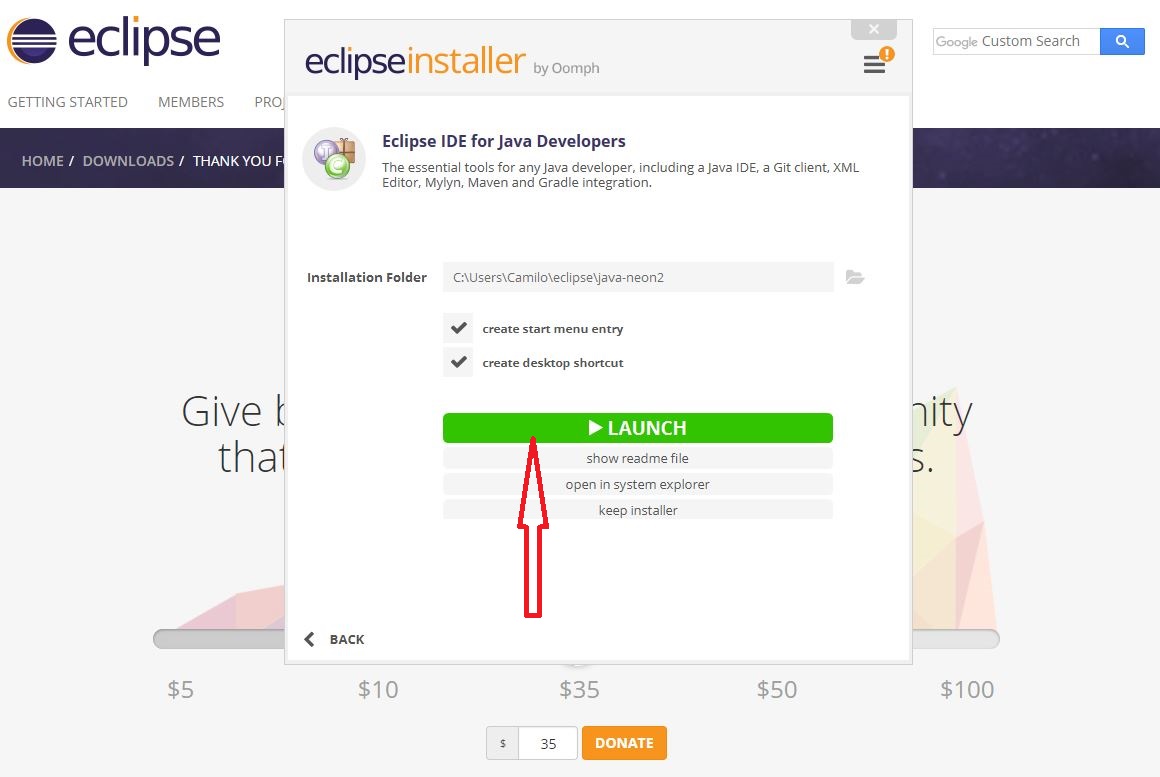 eclipse
Google Custom Search
GETTING STARTED MEMBERS PROJ
HOME / DOWNLOADS / THANK YOU FO
eclipseinstaller by Oomph
!
Eclipse IDE for Java Developers
The essential tools for any Java developer, including a Java IDE, a Git client, XML
Editor, Mylyn, Maven and Gradle integration.
Installation Folder C:\Users\Camilo\eclipse\java-neon2
create start menu entry
create desktop shortcut
LAUNCH
show readme file
open in system explorer
keep installer
BACK
Give b nity
that s.
$5 $10 $35 $50 $100
$ 35 DONATE